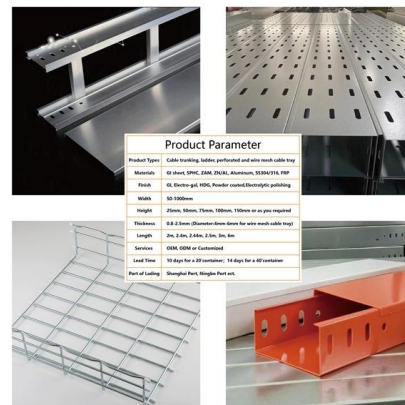 Product Parameter
Product Types Cable trunking, ladder, perforated and wire mesh cable tray
Materials GI sheet, SPHC, ZAM, ZN/AL, Aluminum, SS304/316, FRP
Finish GI, Electro-gal, HDG, Powder coated,Electrolytic polishing
Width 50-1000mm
Height 25mm, 50mm, 75mm, 100mm, 150mm or as you required
Thickness 0.8-2.5mm (Diameter:4mm-6mm for wire mesh cable tray)
Length 2m, 2.4m, 2.44m, 2.5m, 3m, 6m
Services OEM, ODM or Customized
Lead Time 10 days for a 20'container; 14 days for a 40'container
Port of Lading Shanghai Port, Ningbo Port ect.